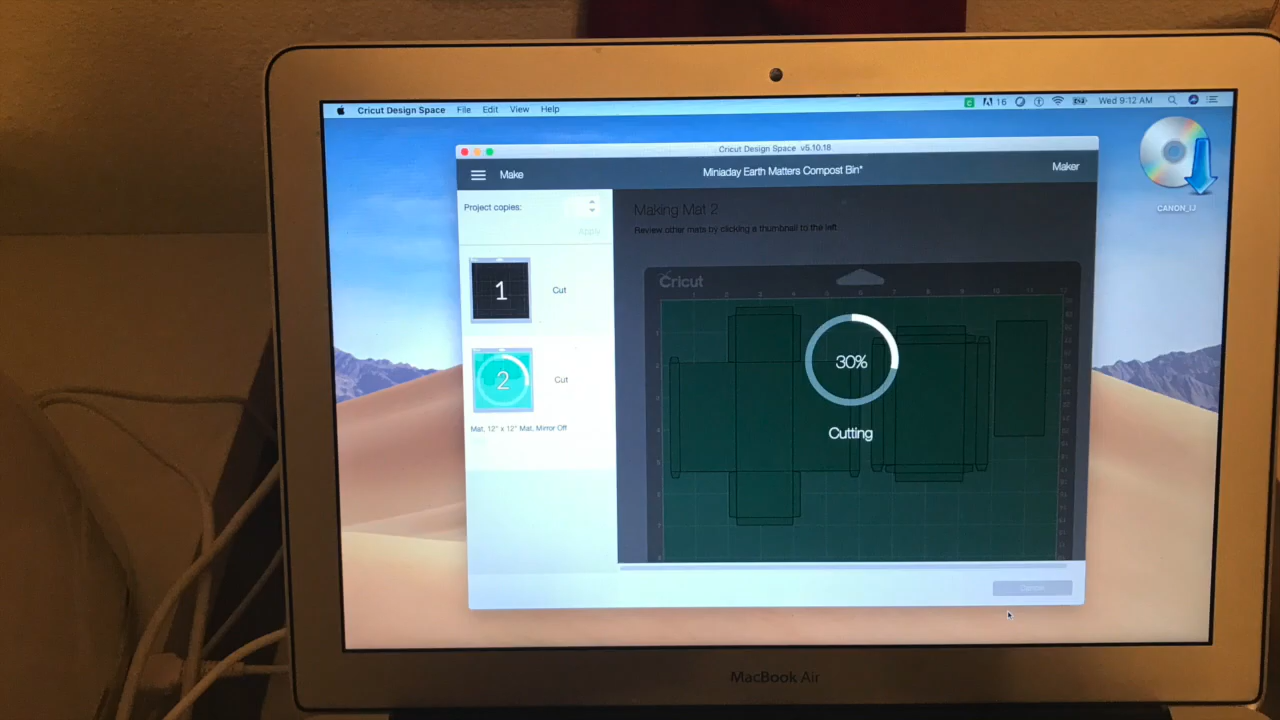 Cricut Design Space File Edit View Help
16 Wed 9:12 AM
Cricut Design Space v5.10.18
Make
Miniaday Earth Matters Compost Bin*
Maker
Project copies:
Apply
Making Mat 2
Review other mats by clicking a thumbnail to the left.
CANON_IJ
Cricut
1 Cut
30%
2 Cut
Mat, 12" x 12" Mat, Mirror Off
Cutting
Cancel
MacBook Air